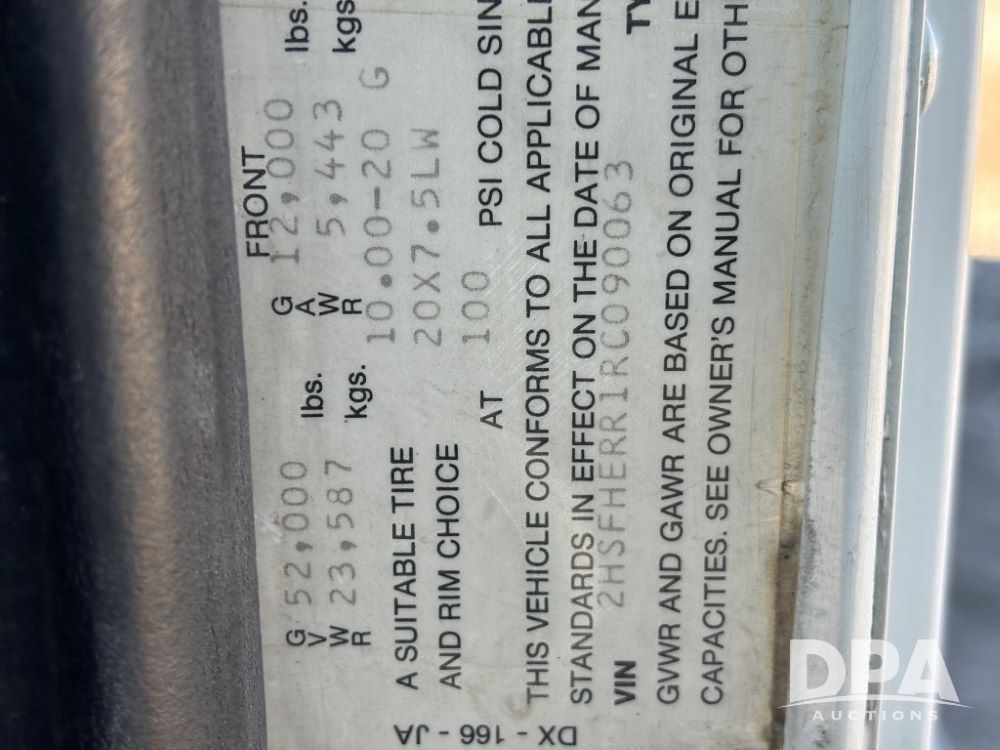 FRONT
G 52,000 lbs. G 12,000 lbs.
V A
W 23,587 kgs. W 5,443 kgs
R R
A SUITABLE TIRE 10.00-20 G
AND RIM CHOICE 20X7.5LW
AT 100 PSI COLD SIN
THIS VEHICLE CONFORMS TO ALL APPLICABL
STANDARDS IN EFFECT ON THE DATE OF MAN
VIN 2HSFHERR1RC090063 TY
GVWR AND GAWR ARE BASED ON ORIGINAL E
CAPACITIES. SEE OWNER'S MANUAL FOR OTH
DX - 166 - JA
DPA
AUCTIONS